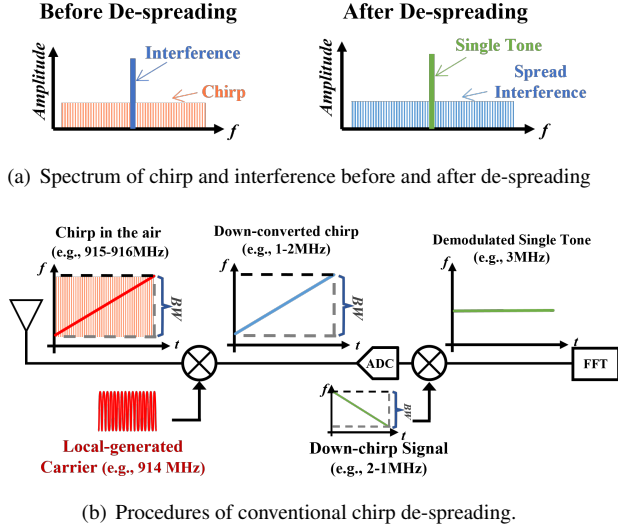 Before De-spreading
After De-spreading
Amplitude
Interference
Chirp
f
Amplitude
Single Tone
Spread
Interference
f
(a) Spectrum of chirp and interference before and after de-spreading
Chirp in the air
(e.g., 915-916MHz)
f
BW
t
Down-converted chirp
(e.g., 1-2MHz)
f
BW
t
Demodulated Single Tone
(e.g., 3MHz)
f
t
ADC
FFT
Local-generated
Carrier (e.g., 914 MHz)
f
BW
t
Down-chirp Signal
(e.g., 2-1MHz)
(b) Procedures of conventional chirp de-spreading.